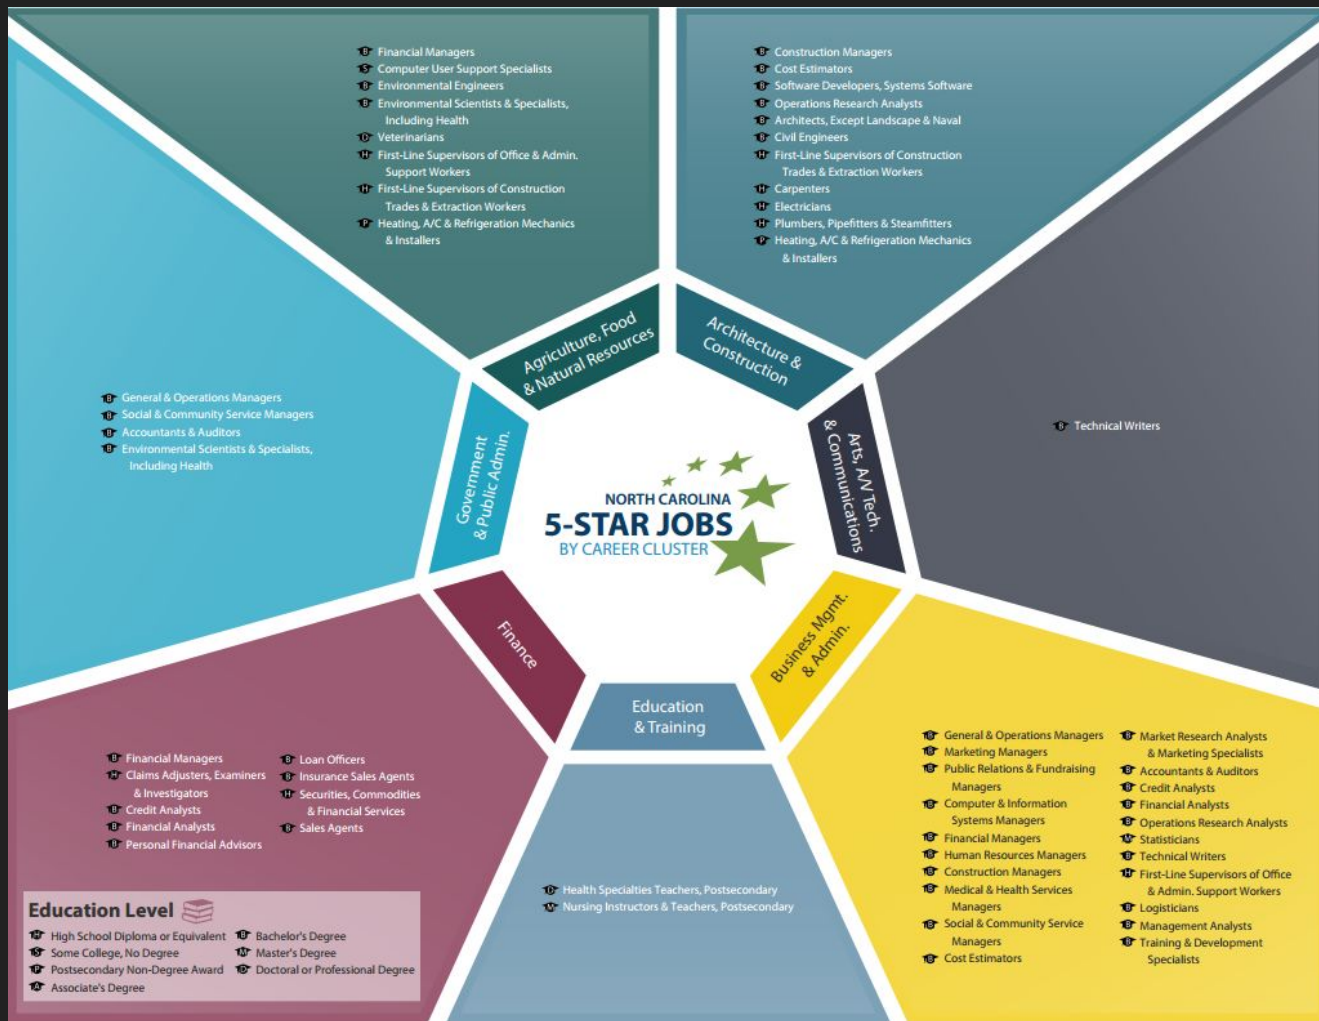 B Financial Managers
S Computer User Support Specialists
B Environmental Engineers
B Environmental Scientists & Specialists,
Including Health
D Veterinarians
H First-Line Supervisors of Office & Admin.
Support Workers
H First-Line Supervisors of Construction
Trades & Extraction Workers
P Heating, A/C & Refrigeration Mechanics
& Installers
Agriculture, Food
& Natural Resources
B Construction Managers
B Cost Estimators
B Software Developers, Systems Software
B Operations Research Analysts
B Architects, Except Landscape & Naval
B Civil Engineers
H First-Line Supervisors of Construction
Trades & Extraction Workers
H Carpenters
H Electricians
H Plumbers, Pipefitters & Steamfitters
P Heating, A/C & Refrigeration Mechanics
& Installers
Architecture &
Construction
B General & Operations Managers
B Social & Community Service Managers
B Accountants & Auditors
B Environmental Scientists & Specialists,
Including Health
Government
& Public Admin.
NORTH CAROLINA
5-STAR JOBS
BY CAREER CLUSTER
Arts, A/V Tech.
& Communications
B Technical Writers
Finance
B Financial Managers
H Claims Adjusters, Examiners
& Investigators
B Credit Analysts
B Financial Analysts
B Personal Financial Advisors
B Loan Officers
B Insurance Sales Agents
H Securities, Commodities
& Financial Services
B Sales Agents
Education
& Training
D Health Specialties Teachers, Postsecondary
M Nursing Instructors & Teachers, Postsecondary
Business Mgmt.
& Admin.
B General & Operations Managers
B Marketing Managers
B Public Relations & Fundraising
Managers
B Computer & Information
Systems Managers
B Financial Managers
B Human Resources Managers
B Construction Managers
B Medical & Health Services
Managers
B Social & Community Service
Managers
B Cost Estimators
B Market Research Analysts
& Marketing Specialists
B Accountants & Auditors
B Credit Analysts
B Financial Analysts
B Operations Research Analysts
M Statisticians
B Technical Writers
H First-Line Supervisors of Office
& Admin. Support Workers
B Logisticians
B Management Analysts
B Training & Development
Specialists
Education Level
H High School Diploma or Equivalent
S Some College, No Degree
P Postsecondary Non-Degree Award
A Associate's Degree
B Bachelor's Degree
M Master's Degree
D Doctoral or Professional Degree